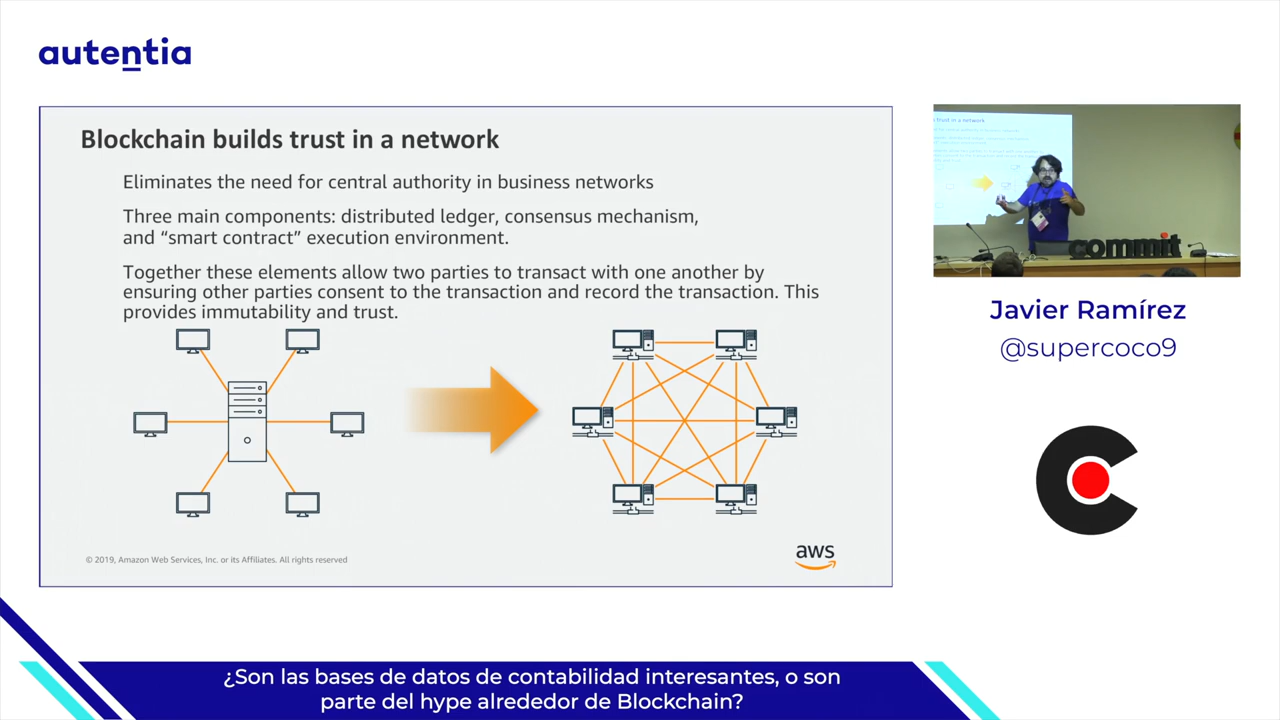 autentia
Blockchain builds trust in a network
Eliminates the need for central authority in business networks
Three main components: distributed ledger, consensus mechanism,
and “smart contract” execution environment.
Together these elements allow two parties to transact with one another by
ensuring other parties consent to the transaction and record the transaction. This
provides immutability and trust.
© 2019, Amazon Web Services, Inc. or its Affiliates. All rights reserved
aws
commit
Javier Ramírez
@supercoco9
¿Son las bases de datos de contabilidad interesantes, o son
parte del hype alrededor de Blockchain?